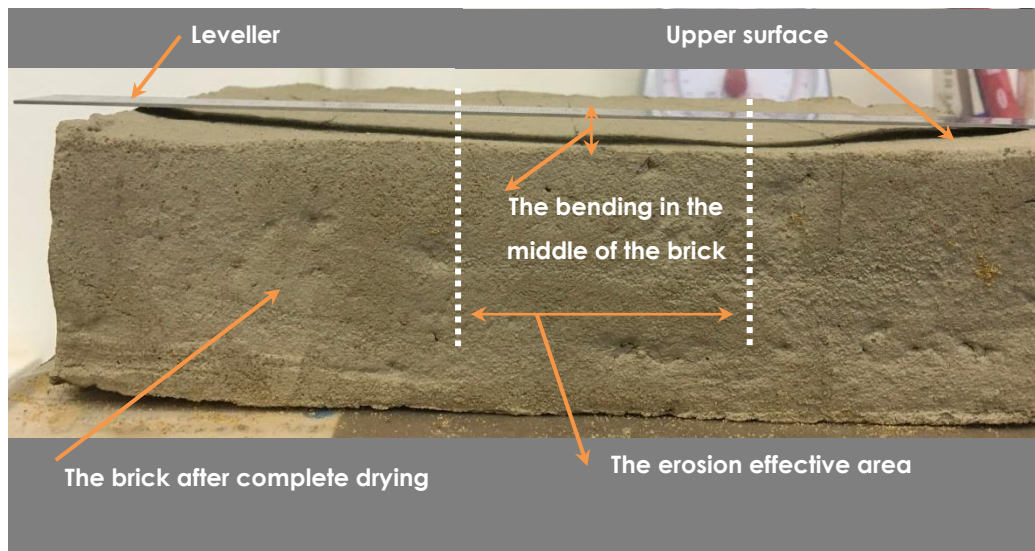 Leveller
Upper surface
The bending in the
middle of the brick
The brick after complete drying
The erosion effective area